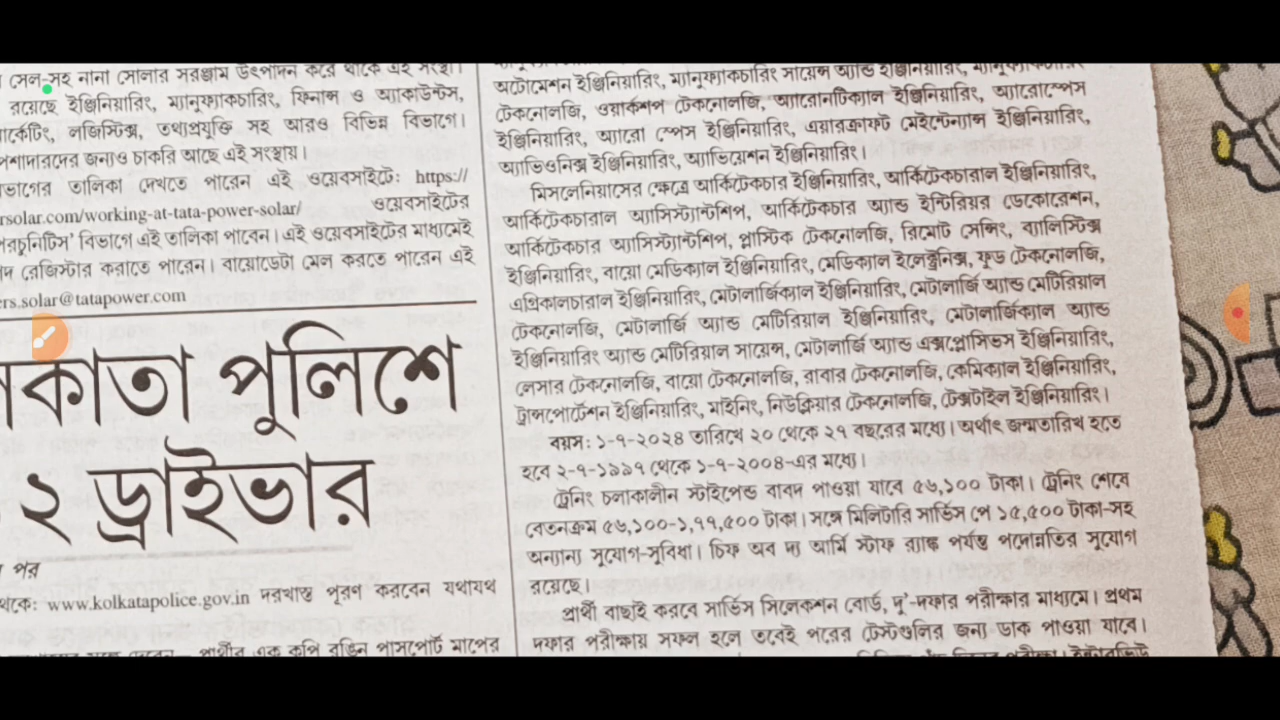 সেল-সহ নানা সোলার সরঞ্জাম উৎপাদন করে থাকে এই সংস্থা।
রয়েছে ইঞ্জিনিয়ারিং, ম্যানুফ্যাকচারিং, ফিনান্স ও অ্যাকাউন্টস,
র্কেটিং, লজিস্টিক্স, তথ্যপ্রযুক্তি সহ আরও বিভিন্ন বিভাগে।
পেশাদারদের জন্যও চাকরি আছে এই সংস্থায়।
ভাগের তালিকা দেখতে পারেন এই ওয়েবসাইটে: https://
rsolar.com/working-at-tata-power-solar/ ওয়েবসাইটের
পরচুনিটিস’ বিভাগে এই তালিকা পাবেন। এই ওয়েবসাইটের মাধ্যমেই
রেজিস্টার করাতে পারেন। বায়োডেটা মেল করতে পারেন এই
ers.solar@tatapower.com
কাতা পুলিশে
২ ড্রাইভার
পর
থেকে: www.kolkatapolice.gov.in দরখাস্ত পূরণ করবেন যথাযথ
প্রার্থীর এক কপি রঙিন পাসপোর্ট মাপের
অটোমেশন ইঞ্জিনিয়ারিং, ম্যানুফ্যাকচারিং সায়েন্স অ্যান্ড ইঞ্জিনিয়ারিং, ম্যানুফ্যাকচারিং
টেকনোলজি, ওয়ার্কশপ টেকনোলজি, অ্যারোনটিক্যাল ইঞ্জিনিয়ারিং, অ্যারোস্পেস
ইঞ্জিনিয়ারিং, অ্যারো স্পেস ইঞ্জিনিয়ারিং, এয়ারক্রাফট মেইন্টেন্যান্স ইঞ্জিনিয়ারিং,
অ্যাভিওনিক্স ইঞ্জিনিয়ারিং, অ্যাভিয়েশন ইঞ্জিনিয়ারিং।
মিসলেনিয়াসের ক্ষেত্রে আর্কিটেকচার ইঞ্জিনিয়ারিং, আর্কিটেকচারাল ইঞ্জিনিয়ারিং,
আর্কিটেকচারাল অ্যাসিস্ট্যান্টশিপ, আর্কিটেকচার অ্যান্ড ইন্টিরিয়র ডেকোরেশন,
আর্কিটেকচার অ্যাসিস্ট্যান্টশিপ, প্লাস্টিক টেকনোলজি, রিমোট সেন্সিং, ব্যালিস্টিক্স
ইঞ্জিনিয়ারিং, বায়ো মেডিক্যাল ইঞ্জিনিয়ারিং, মেডিক্যাল ইলেক্ট্রনিক্স, ফুড টেকনোলজি,
এগ্রিকালচারাল ইঞ্জিনিয়ারিং, মেটালার্জিক্যাল ইঞ্জিনিয়ারিং, মেটালার্জি অ্যান্ড মেটিরিয়াল
টেকনোলজি, মেটালার্জি অ্যান্ড মেটিরিয়াল ইঞ্জিনিয়ারিং, মেটালার্জিক্যাল অ্যান্ড
ইঞ্জিনিয়ারিং অ্যান্ড মেটিরিয়াল সায়েন্স, মেটালার্জি অ্যান্ড এক্সপ্লোসিভস ইঞ্জিনিয়ারিং,
লেসার টেকনোলজি, বায়ো টেকনোলজি, রাবার টেকনোলজি, কেমিক্যাল ইঞ্জিনিয়ারিং,
ট্রান্সপোর্টেশন ইঞ্জিনিয়ারিং, মাইনিং, নিউক্লিয়ার টেকনোলজি, টেক্সটাইল ইঞ্জিনিয়ারিং।
বয়স: ১-৭-২০২৪ তারিখে ২০ থেকে ২৭ বছরের মধ্যে। অর্থাৎ জন্মতারিখ হতে
হবে ২-৭-১৯৯৭ থেকে ১-৭-২০০৪-এর মধ্যে।
ট্রেনিং চলাকালীন স্টাইপেন্ড বাবদ পাওয়া যাবে ৫৬,১০০ টাকা। ট্রেনিং শেষে
বেতনক্রম ৫৬,১০০-১,৭৭,৫০০ টাকা। সঙ্গে মিলিটারি সার্ভিস পে ১৫,৫০০ টাকা-সহ
অন্যান্য সুযোগ-সুবিধা। চিফ অব দ্য আর্মি স্টাফ র‍্যাঙ্ক পর্যন্ত পদোন্নতির সুযোগ
রয়েছে।
প্রার্থী বাছাই করবে সার্ভিস সিলেকশন বোর্ড, দু’-দফার পরীক্ষার মাধ্যমে। প্রথম
দফার পরীক্ষায় সফল হলে তবেই পরের টেস্টগুলির জন্য ডাক পাওয়া যাবে।